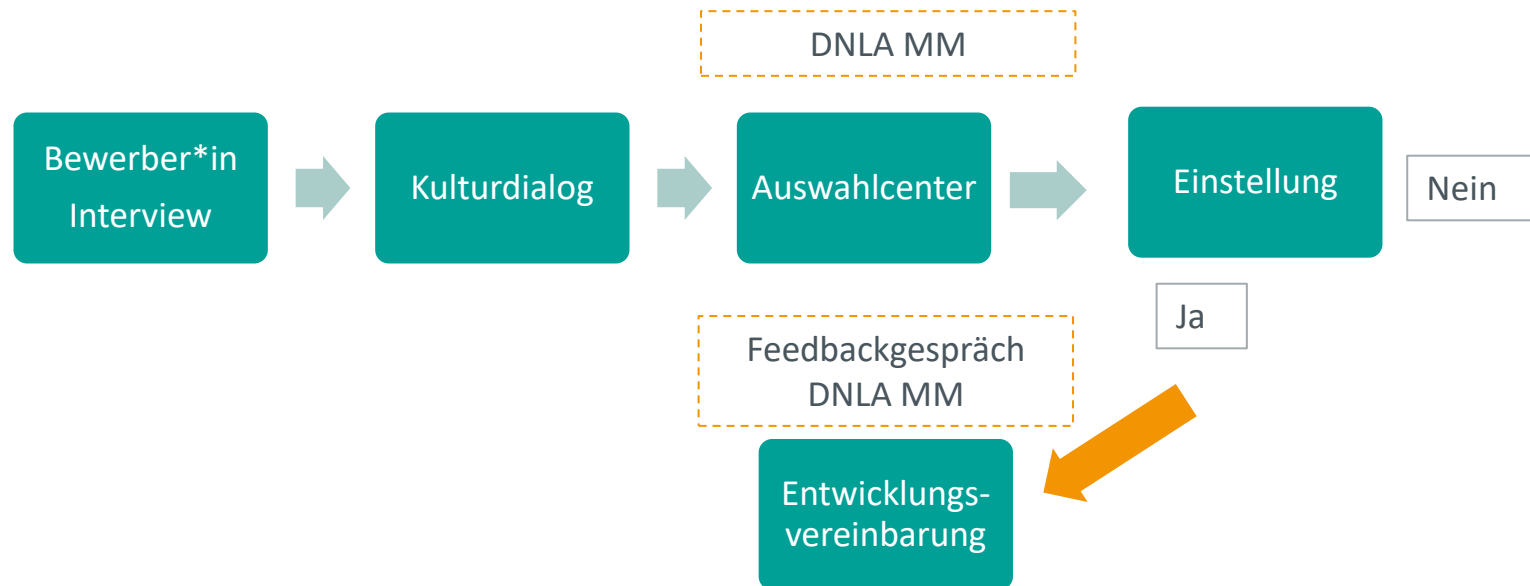 DNLA MM
Bewerber*in
Interview
Kulturdialog
Auswahlcenter
Einstellung
Nein
Ja
Feedbackgespräch
DNLA MM
Entwicklungs-
vereinbarung